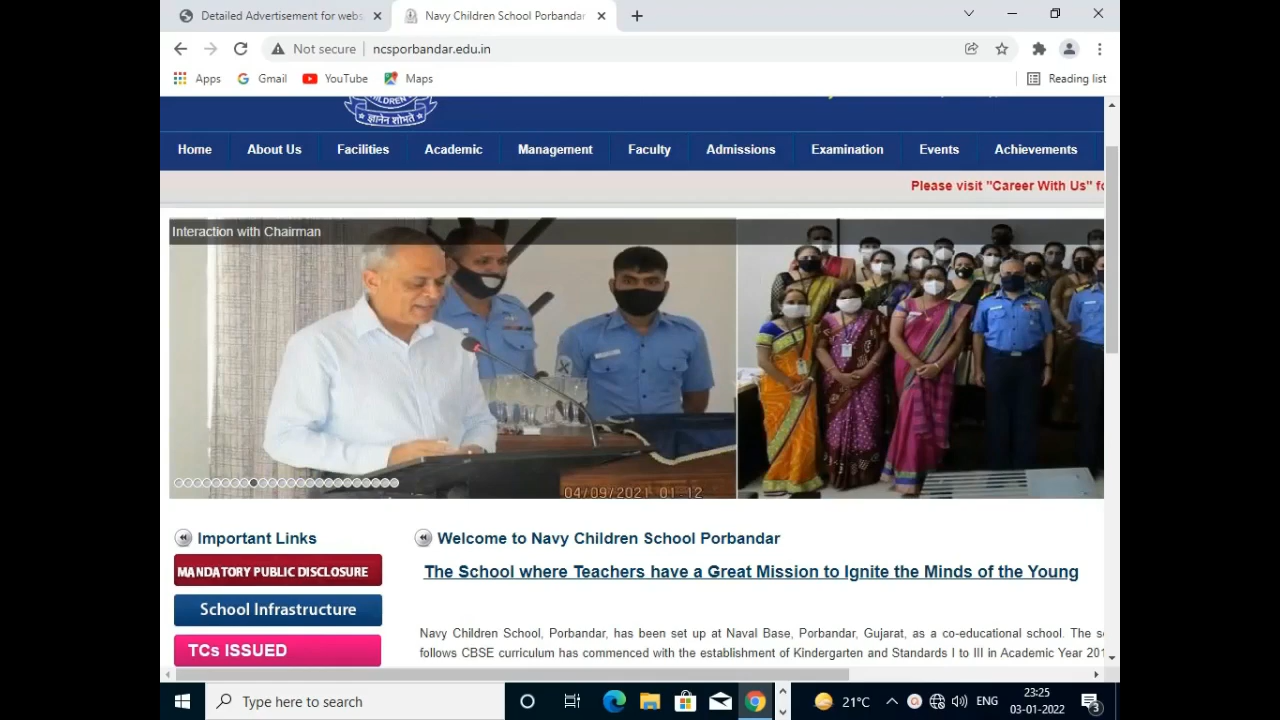 Detailed Advertisement for webs
Navy Children School Porbandar
Not secure
ncsporbandar.edu.in
Apps
Gmail
YouTube
Maps
Reading list
CHILDREN
ज्ञानेन शोभते
Home
About Us
Facilities
Academic
Management
Faculty
Admissions
Examination
Events
Achievements
Please visit "Career With Us" fo
Interaction with Chairman
04/09/2021 01:12
Important Links
MANDATORY PUBLIC DISCLOSURE
School Infrastructure
TCs ISSUED
Welcome to Navy Children School Porbandar
The School where Teachers have a Great Mission to Ignite the Minds of the Young
Navy Children School, Porbandar, has been set up at Naval Base, Porbandar, Gujarat, as a co-educational school. The s
follows CBSE curriculum has commenced with the establishment of Kindergarten and Standards I to III in Academic Year 201
Type here to search
21°C
ENG
23:25
03-01-2022
3